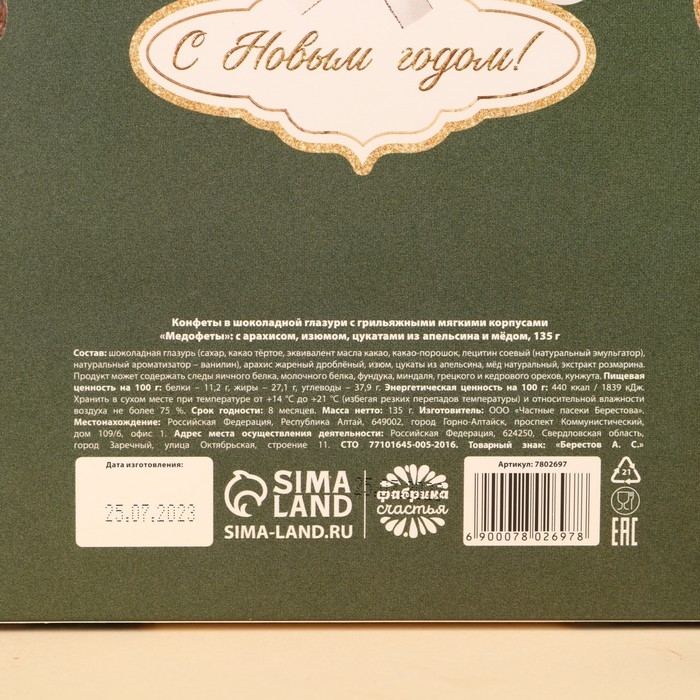 С Новым годом!
Конфеты в шоколадной глазури с грильяжными мягкими корпусами
«Медофеты»: с арахисом, изюмом, цукатами из апельсина и мёдом, 135 г
Состав: шоколадная глазурь (сахар, какао тёртое, эквивалент масла какао, какао-порошок, лецитин соевый (натуральный эмульгатор),
натуральный ароматизатор – ванилин), арахис жареный дроблёный, изюм, цукаты из апельсина, мёд натуральный, экстракт розмарина.
Продукт может содержать следы яичного белка, молочного белка, фундука, миндаля, грецкого и кедрового орехов, кунжута. Пищевая
ценность на 100 г: белки – 11,2 г, жиры – 27,1 г, углеводы – 37,9 г. Энергетическая ценность на 100 г: 440 ккал / 1839 кДж.
Хранить в сухом месте при температуре от +14 °С до +21 °С (избегая резких перепадов температуры) и относительной влажности
воздуха не более 75 %. Срок годности: 8 месяцев. Масса нетто: 135 г. Изготовитель: ООО «Частные пасеки Берестова».
Местонахождение: Российская Федерация, Республика Алтай, 649002, город Горно-Алтайск, проспект Коммунистический,
дом 109/6, офис 1. Адрес места осуществления деятельности: Российская Федерация, 624250, Свердловская область,
город Заречный, улица Октябрьская, строение 11. СТО 77101645-005-2016. Товарный знак: «Берестов А. С.»
Дата изготовления:
25.07.2023
SIMA
LAND
SIMA-LAND.RU
фабрика
счастья
Артикул: 7802697
6 900078 026978
21
EAC